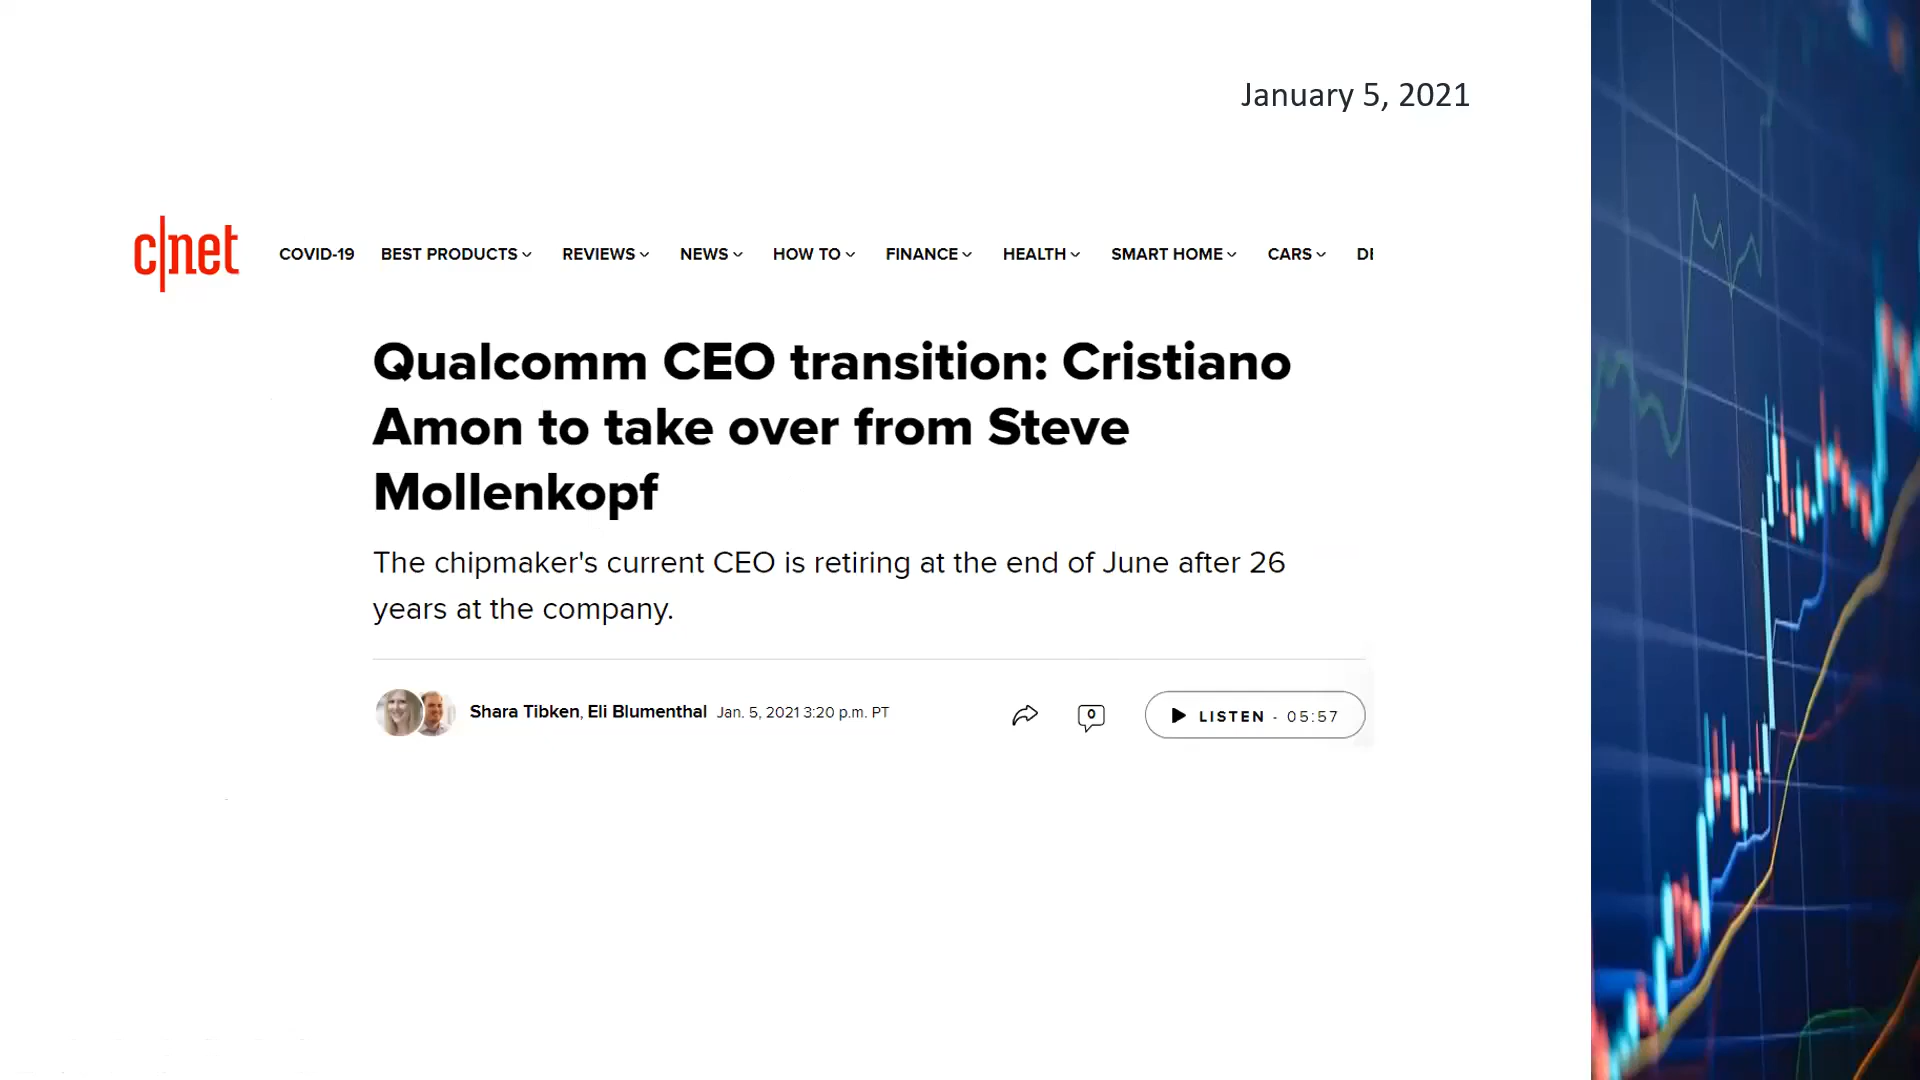 January 5, 2021
c|net
COVID-19 BEST PRODUCTS REVIEWS NEWS HOW TO FINANCE HEALTH SMART HOME CARS DE
Qualcomm CEO transition: Cristiano
Amon to take over from Steve
Mollenkopf
The chipmaker's current CEO is retiring at the end of June after 26
years at the company.
Shara Tibken, Eli Blumenthal Jan. 5, 2021 3:20 p.m. PT
0
LISTEN - 05:57